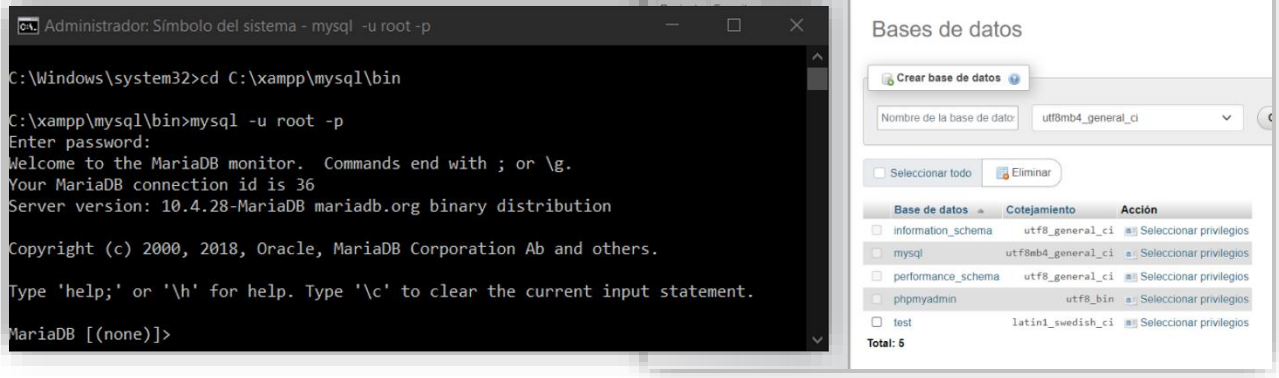 Administrador: Símbolo del sistema - mysql -u root -p
C:\Windows\system32>cd C:\xampp\mysql\bin
C:\xampp\mysql\bin>mysql -u root -p
Enter password:
Welcome to the MariaDB monitor. Commands end with ; or \g.
Your MariaDB connection id is 36
Server version: 10.4.28-MariaDB mariadb.org binary distribution
Copyright (c) 2000, 2018, Oracle, MariaDB Corporation Ab and others.
Type 'help;' or '\h' for help. Type '\c' to clear the current input statement.
MariaDB [(none)]>
Bases de datos
Crear base de datos
Nombre de la base de datos utf8mb4_general_ci
Seleccionar todo Eliminar
Base de datos Cotejamiento Acción
information_schema utf8_general_ci Seleccionar privilegios
mysql utf8mb4_general_ci Seleccionar privilegios
performance_schema utf8_general_ci Seleccionar privilegios
phpmyadmin utf8_bin Seleccionar privilegios
test latin1_swedish_ci Seleccionar privilegios
Total: 5